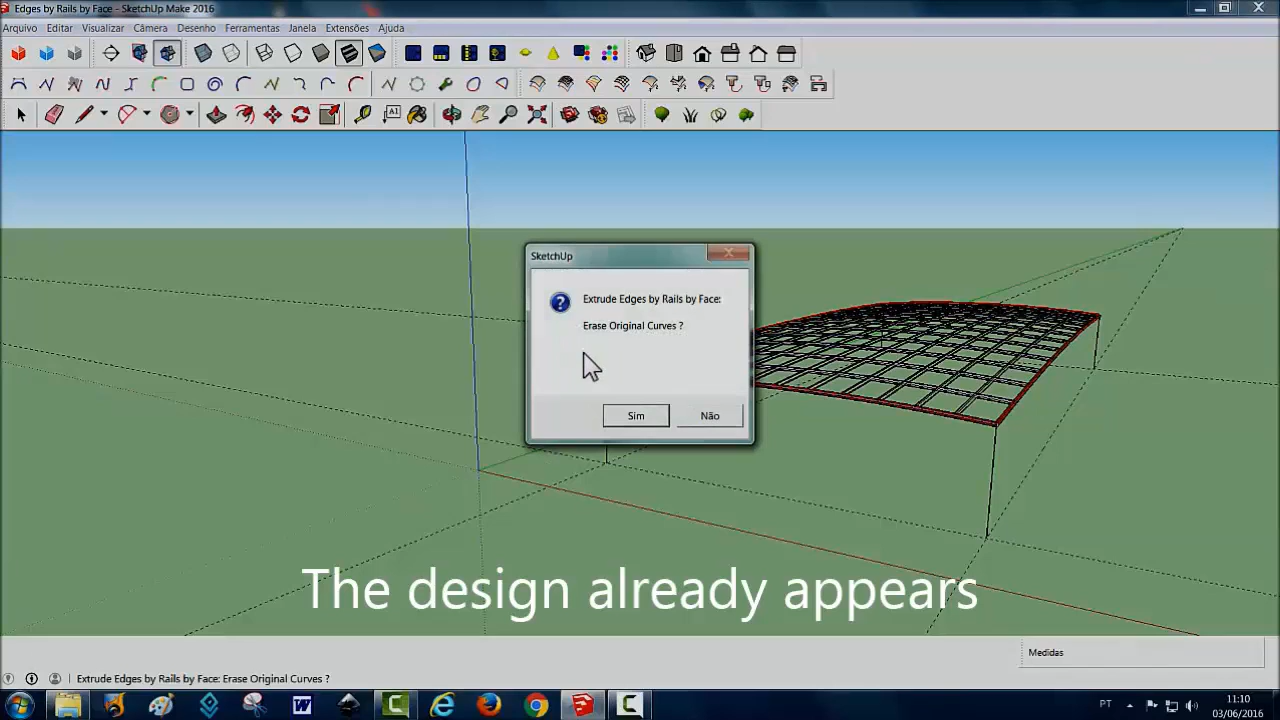 Edges by Rails by Face - SketchUp Make 2016
Arquivo Editar Visualizar Câmera Desenho Ferramentas Janela Extensões Ajuda
SketchUp
Extrude Edges by Rails by Face:
Erase Original Curves ?
Sim Não
The design already appears
Medidas
Extrude Edges by Rails by Face: Erase Original Curves ?
PT
11:10
03/06/2016